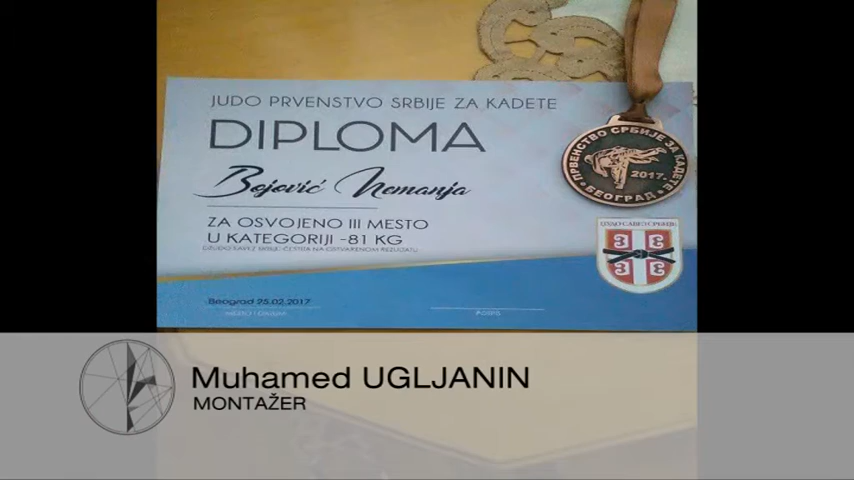 JUDO PRVENSTVO SRBIJE ZA KADETE
DIPLOMA
Bojović Nemanja
ZA OSVOJENO III MESTO
U KATEGORIJI -81 KG
Beograd 25.02.2017
POTPIS
ПРВЕНСТВО СРБИЈЕ ЗА КАДЕТЕ
2017.
БЕОГРАД
Muhamed UGLJANIN
MONTAŽER